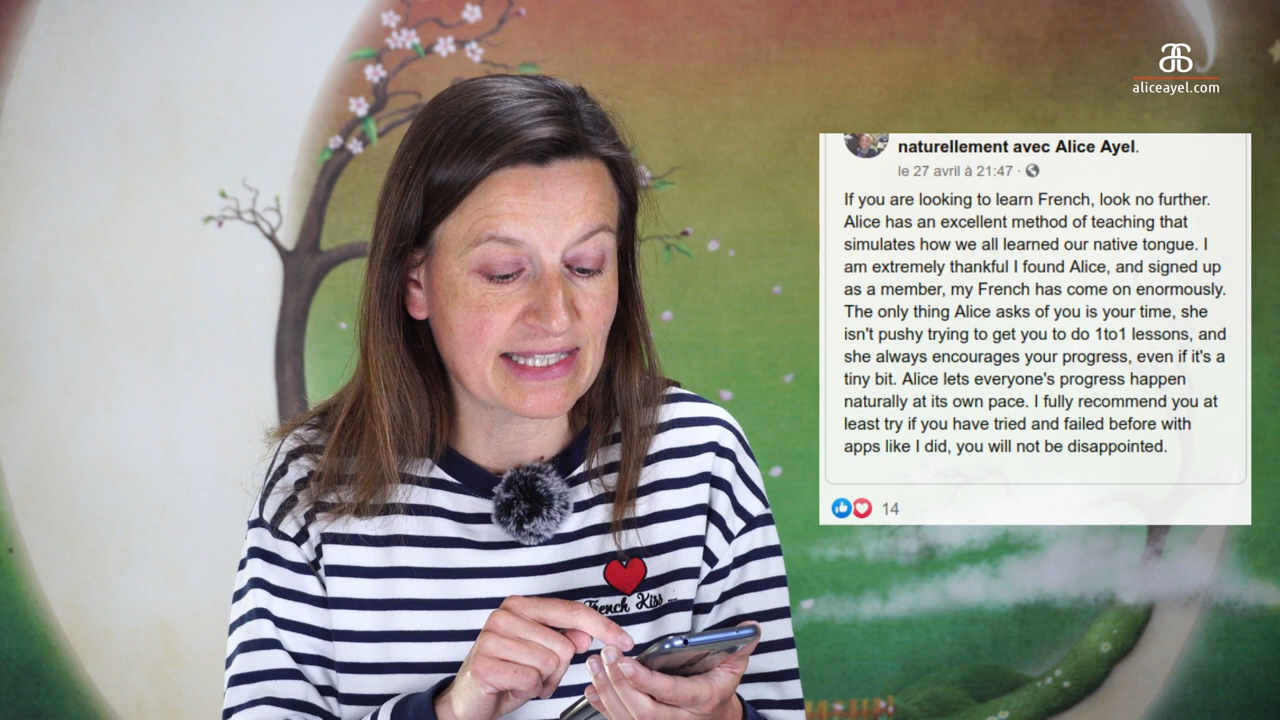 aliceayel.com
naturellement avec Alice Ayel.
le 27 avril à 21:47 ·
If you are looking to learn French, look no further.
Alice has an excellent method of teaching that
simulates how we all learned our native tongue. I
am extremely thankful I found Alice, and signed up
as a member, my French has come on enormously.
The only thing Alice asks of you is your time, she
isn't pushy trying to get you to do 1to1 lessons, and
she always encourages your progress, even if it's a
tiny bit. Alice lets everyone's progress happen
naturally at its own pace. I fully recommend you at
least try if you have tried and failed before with
apps like I did, you will not be disappointed.
14
French Kiss ...